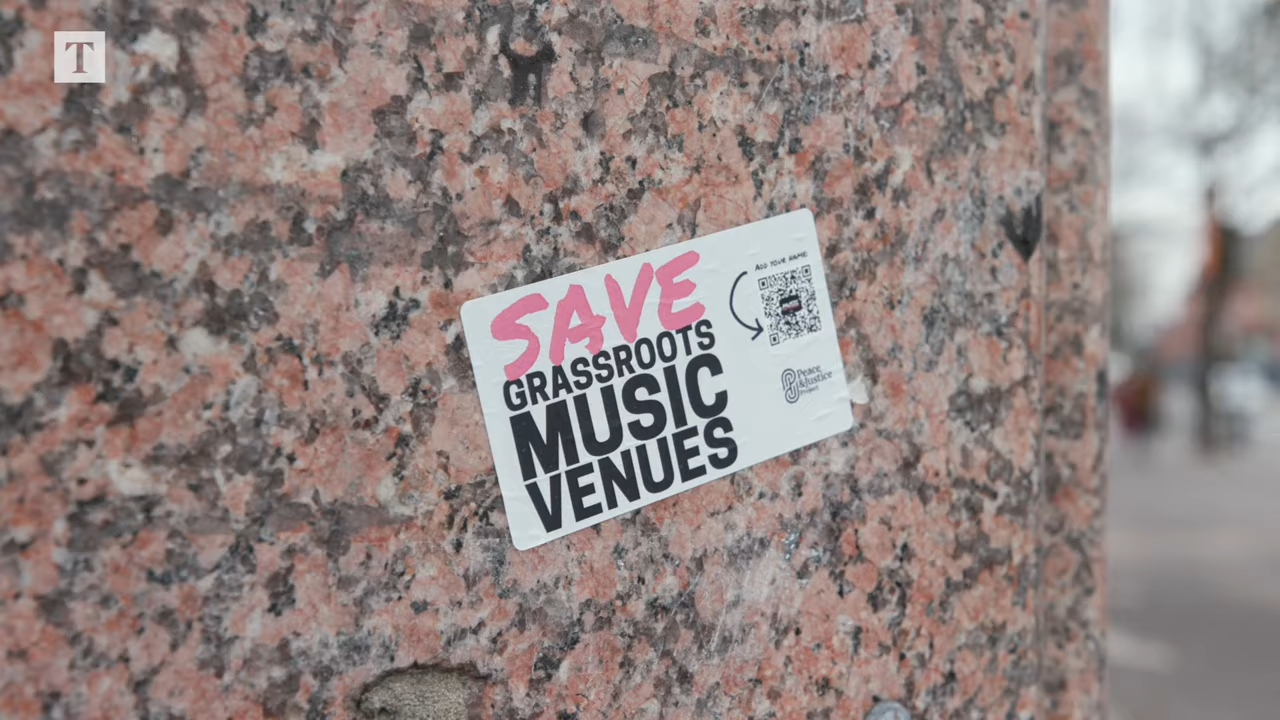 T
SAVE
GRASSROOTS
MUSIC
VENUES
ADD YOUR NAME
Peace
&Justice
Project